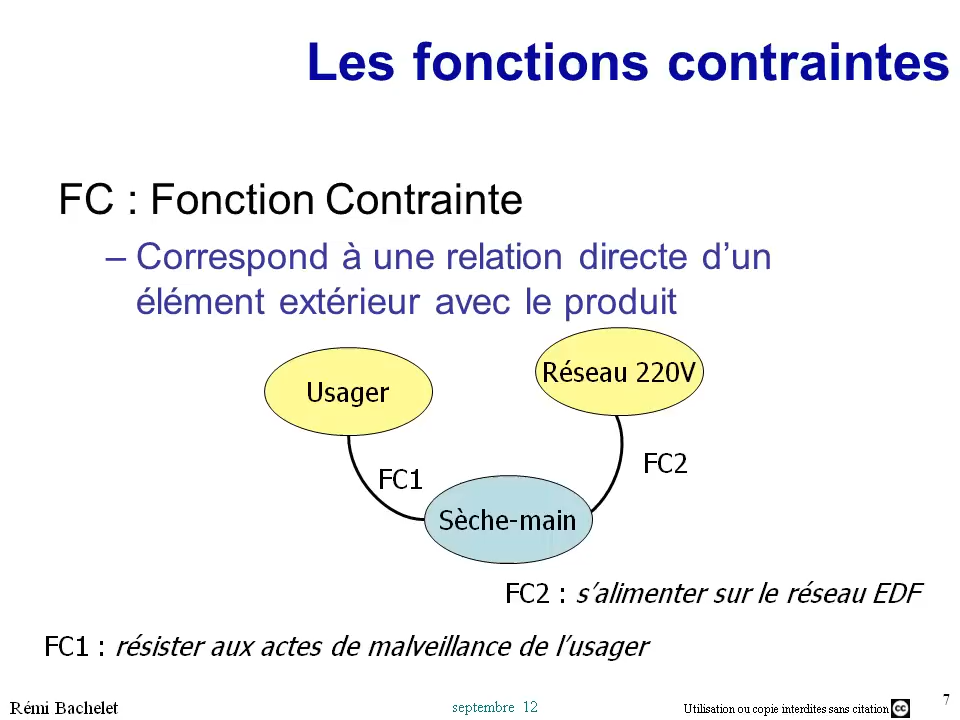 Les fonctions contraintes
FC : Fonction Contrainte
– Correspond à une relation directe d’un
élément extérieur avec le produit
Usager
Réseau 220V
FC1
FC2
Sèche-main
FC2 : s’alimenter sur le réseau EDF
FC1 : résister aux actes de malveillance de l’usager
Rémi Bachelet
septembre 12
Utilisation ou copie interdites sans citation
cc
7